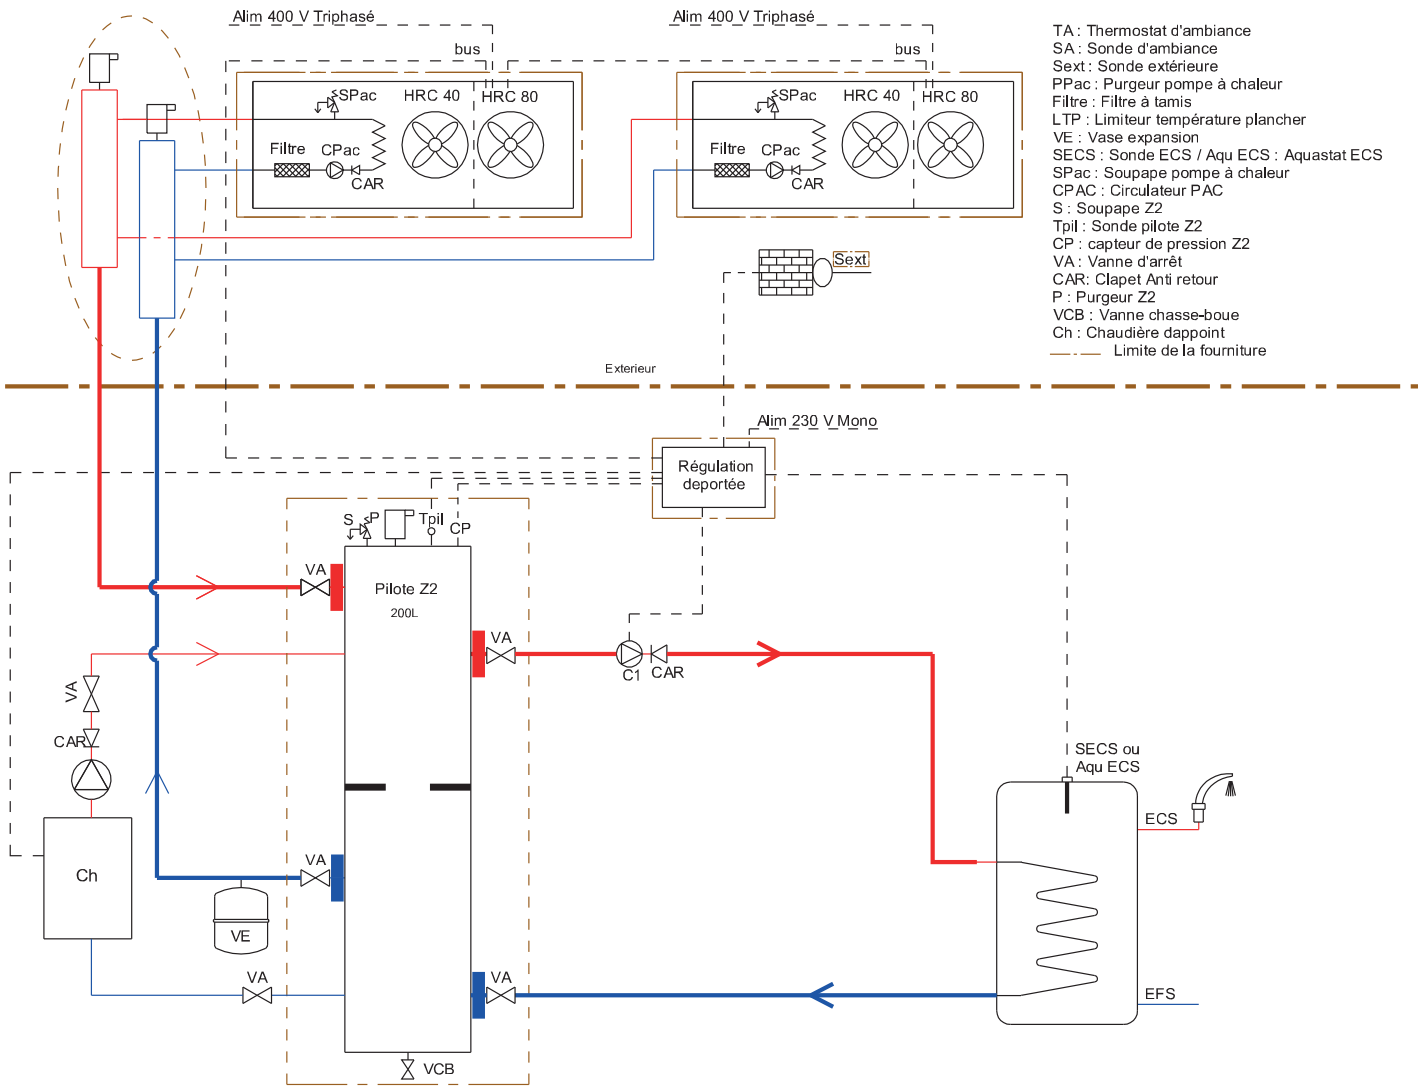 Alim 400 V Triphasé
Alim 400 V Triphasé
bus
bus
SPac
HRC 40
HRC 80
Filtre
CPac
CAR
SPac
HRC 40
HRC 80
Filtre
CPac
CAR
TA : Thermostat d'ambiance
SA : Sonde d'ambiance
Sext : Sonde extérieure
PPac : Purgeur pompe à chaleur
Filtre : Filtre à tamis
LTP : Limiteur température plancher
VE : Vase expansion
SECS : Sonde ECS / Aqu ECS : Aquastat ECS
SPac : Soupape pompe à chaleur
CPAC : Circulateur PAC
S : Soupape Z2
Tpil : Sonde pilote Z2
CP : capteur de pression Z2
VA : Vanne d'arrêt
CAR: Clapet Anti retour
P : Purgeur Z2
VCB : Vanne chasse-boue
Ch : Chaudière dappoint
Limite de la fourniture
Sext
Exterieur
Alim 230 V Mono
Régulation
deportée
S
P
Tpil
CP
VA
Pilote Z2
200L
VA
C1
CAR
VA
CAR
Ch
VA
VE
VA
VA
VCB
SECS ou
Aqu ECS
ECS
EFS